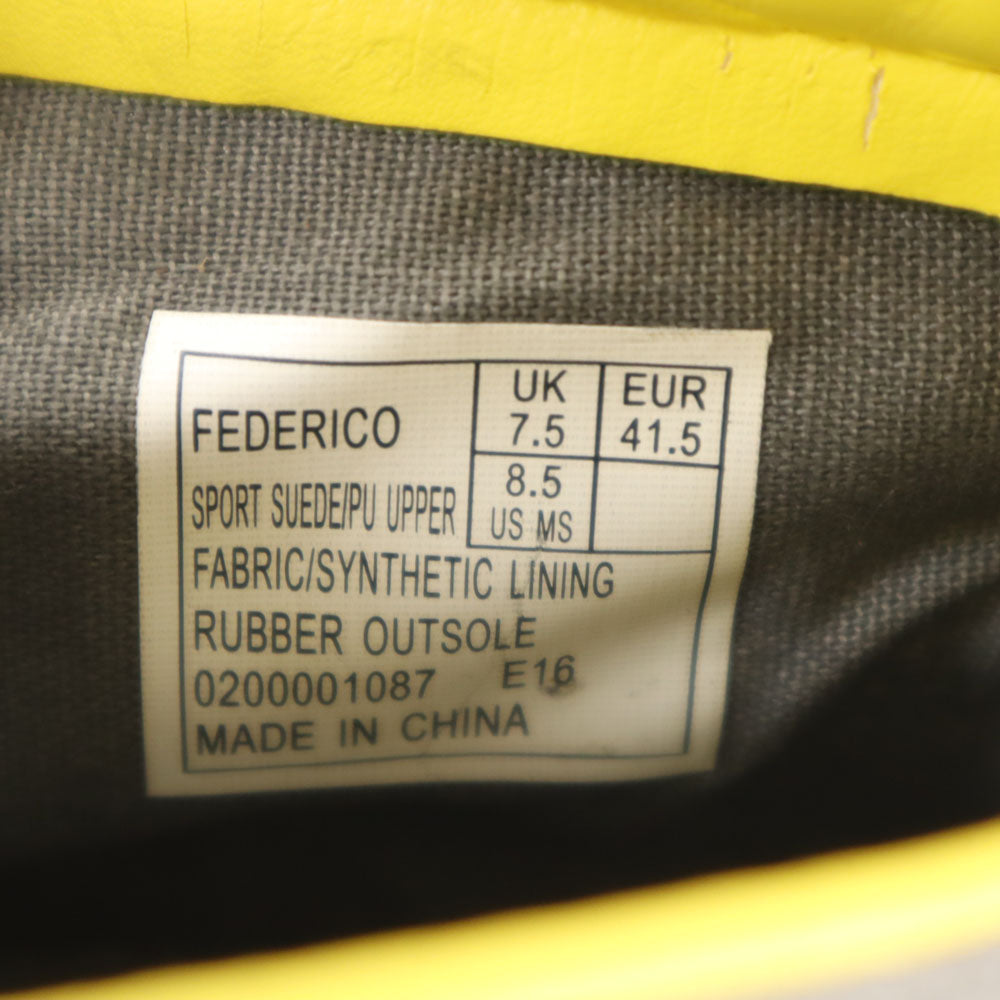 FEDERICO
UK
7.5
EUR
41.5
8.5
US MS
SPORT SUEDE/PU UPPER
FABRIC/SYNTHETIC LINING
RUBBER OUTSOLE
0200001087 E16
MADE IN CHINA